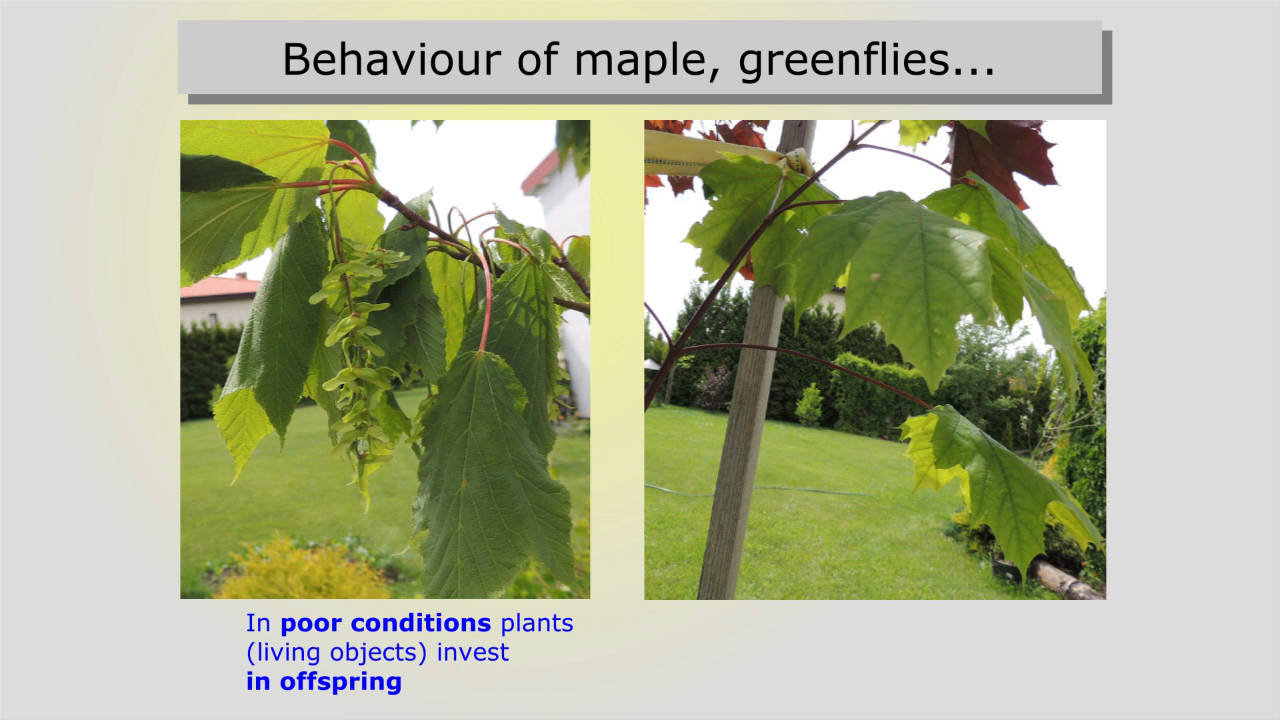 Behaviour of maple, greenflies...
In poor conditions plants
(living objects) invest
in offspring